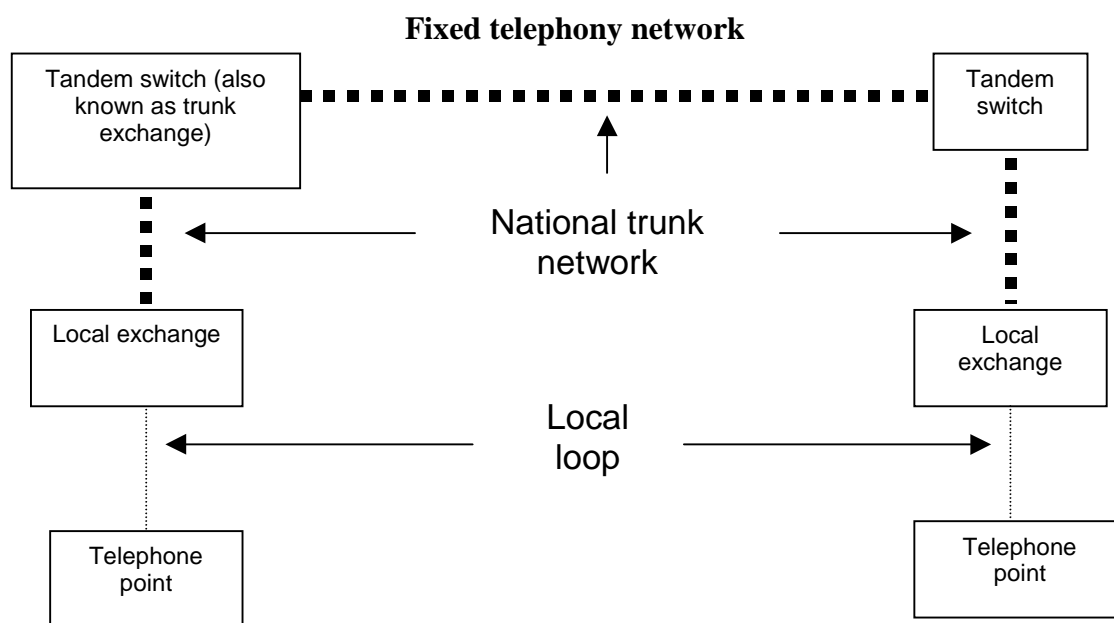 Fixed telephony network
Tandem switch (also
known as trunk
exchange)
Tandem
switch
National trunk
network
Local exchange
Local
exchange
Local
loop
Telephone
point
Telephone
point